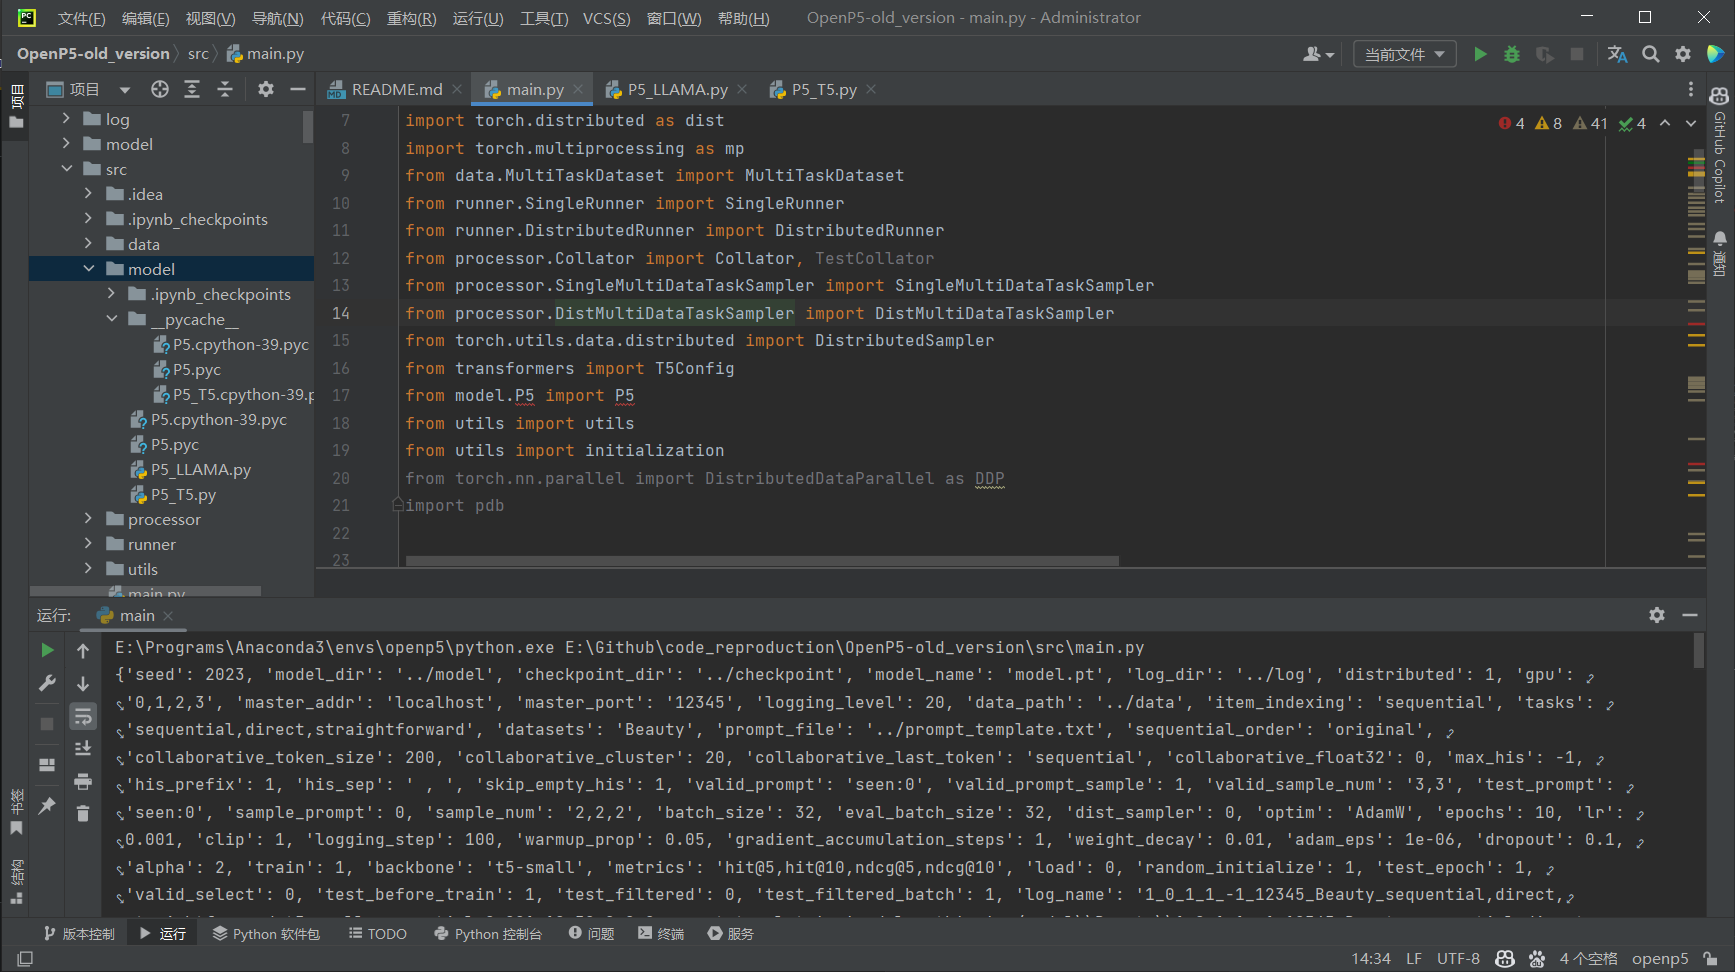 PC 文件(F) 编辑(E) 视图(V) 导航(N) 代码(C) 重构(R) 运行(U) 工具(T) VCS(S) 窗口(W) 帮助(H) OpenP5-old_version - main.py - Administrator
OpenP5-old_version src main.py 当前文件
项目 README.md main.py P5_LLAMA.py P5_T5.py
项目
log
model
src
.idea
.ipynb_checkpoints
data
model
.ipynb_checkpoints
__pycache__
P5.cpython-39.pyc
P5.pyc
P5_T5.cpython-39.p
P5.cpython-39.pyc
P5.pyc
P5_LLAMA.py
P5_T5.py
processor
runner
utils
main.py
4 8 41 4
7 import torch.distributed as dist
8 import torch.multiprocessing as mp
9 from data.MultiTaskDataset import MultiTaskDataset
10 from runner.SingleRunner import SingleRunner
11 from runner.DistributedRunner import DistributedRunner
12 from processor.Collator import Collator, TestCollator
13 from processor.SingleMultiDataTaskSampler import SingleMultiDataTaskSampler
14 from processor.DistMultiDataTaskSampler import DistMultiDataTaskSampler
15 from torch.utils.data.distributed import DistributedSampler
16 from transformers import T5Config
17 from model.P5 import P5
18 from utils import utils
19 from utils import initialization
20 from torch.nn.parallel import DistributedDataParallel as DDP
21 import pdb
22
23
GitHub Copilot
通知
运行: main
E:\Programs\Anaconda3\envs\openp5\python.exe E:\Github\code_reproduction\OpenP5-old_version\src\main.py
{'seed': 2023, 'model_dir': '../model', 'checkpoint_dir': '../checkpoint', 'model_name': 'model.pt', 'log_dir': '../log', 'distributed': 1, 'gpu':
'0,1,2,3', 'master_addr': 'localhost', 'master_port': '12345', 'logging_level': 20, 'data_path': '../data', 'item_indexing': 'sequential', 'tasks':
'sequential,direct,straightforward', 'datasets': 'Beauty', 'prompt_file': '../prompt_template.txt', 'sequential_order': 'original',
'collaborative_token_size': 200, 'collaborative_cluster': 20, 'collaborative_last_token': 'sequential', 'collaborative_float32': 0, 'max_his': -1,
'his_prefix': 1, 'his_sep': ' , ', 'skip_empty_his': 1, 'valid_prompt': 'seen:0', 'valid_prompt_sample': 1, 'valid_sample_num': '3,3', 'test_prompt':
'seen:0', 'sample_prompt': 0, 'sample_num': '2,2,2', 'batch_size': 32, 'eval_batch_size': 32, 'dist_sampler': 0, 'optim': 'AdamW', 'epochs': 10, 'lr':
0.001, 'clip': 1, 'logging_step': 100, 'warmup_prop': 0.05, 'gradient_accumulation_steps': 1, 'weight_decay': 0.01, 'adam_eps': 1e-06, 'dropout': 0.1,
'alpha': 2, 'train': 1, 'backbone': 't5-small', 'metrics': 'hit@5,hit@10,ndcg@5,ndcg@10', 'load': 0, 'random_initialize': 1, 'test_epoch': 1,
'valid_select': 0, 'test_before_train': 1, 'test_filtered': 0, 'test_filtered_batch': 1, 'log_name': '1_0_1_1_-1_12345_Beauty_sequential,direct,
书签
结构
版本控制 运行 Python 软件包 TODO Python 控制台 问题 终端 服务
14:34 LF UTF-8 4 个空格 openp5